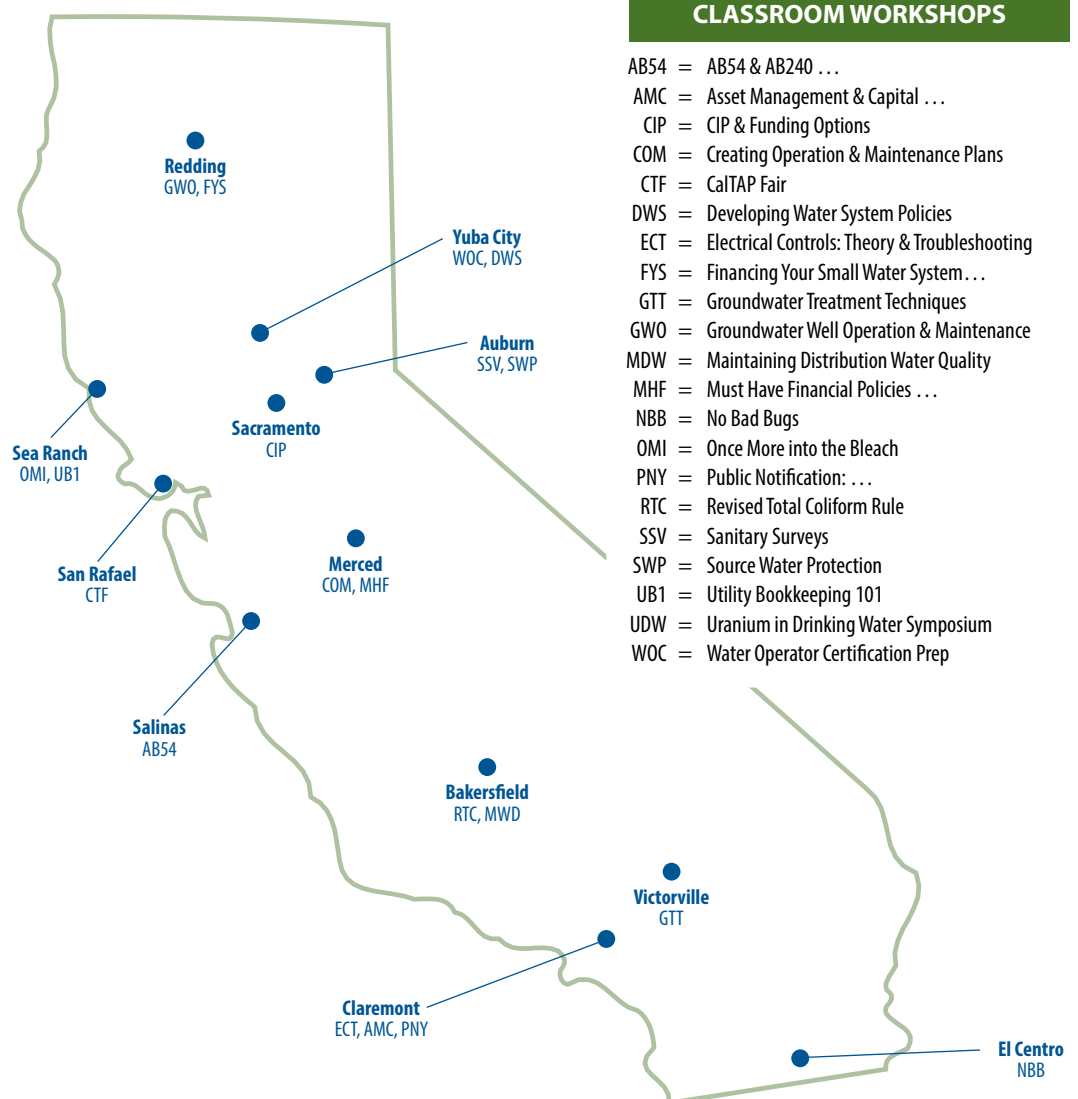 CLASSROOM WORKSHOPS
AB54 = AB54 & AB240 …
AMC = Asset Management & Capital …
CIP = CIP & Funding Options
COM = Creating Operation & Maintenance Plans
CTF = CalTAP Fair
DWS = Developing Water System Policies
ECT = Electrical Controls: Theory & Troubleshooting
FYS = Financing Your Small Water System…
GTT = Groundwater Treatment Techniques
GWO = Groundwater Well Operation & Maintenance
MDW = Maintaining Distribution Water Quality
MHF = Must Have Financial Policies …
NBB = No Bad Bugs
OMI = Once More into the Bleach
PNY = Public Notification: …
RTC = Revised Total Coliform Rule
SSV = Sanitary Surveys
SWP = Source Water Protection
UB1 = Utility Bookkeeping 101
UDW = Uranium in Drinking Water Symposium
WOC = Water Operator Certification Prep
Redding
GWO, FYS
Yuba City
WOC, DWS
Auburn
SSV, SWP
Sacramento
CIP
Sea Ranch
OMI, UB1
San Rafael
CTF
Merced
COM, MHF
Salinas
AB54
Bakersfield
RTC, MWD
Victorville
GTT
Claremont
ECT, AMC, PNY
El Centro
NBB